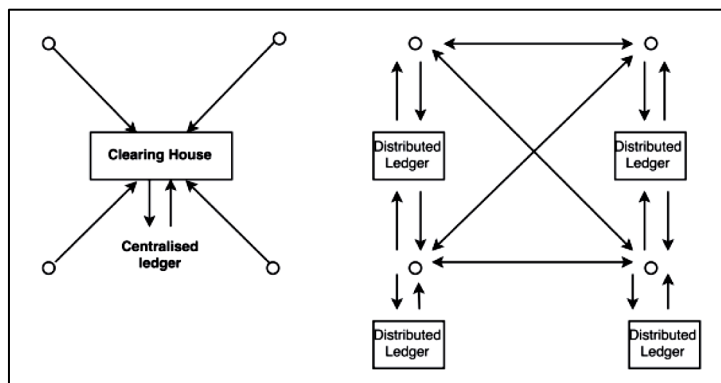 Clearing House
Centralised
ledger
Distributed
Ledger
Distributed
Ledger
Distributed
Ledger
Distributed
Ledger